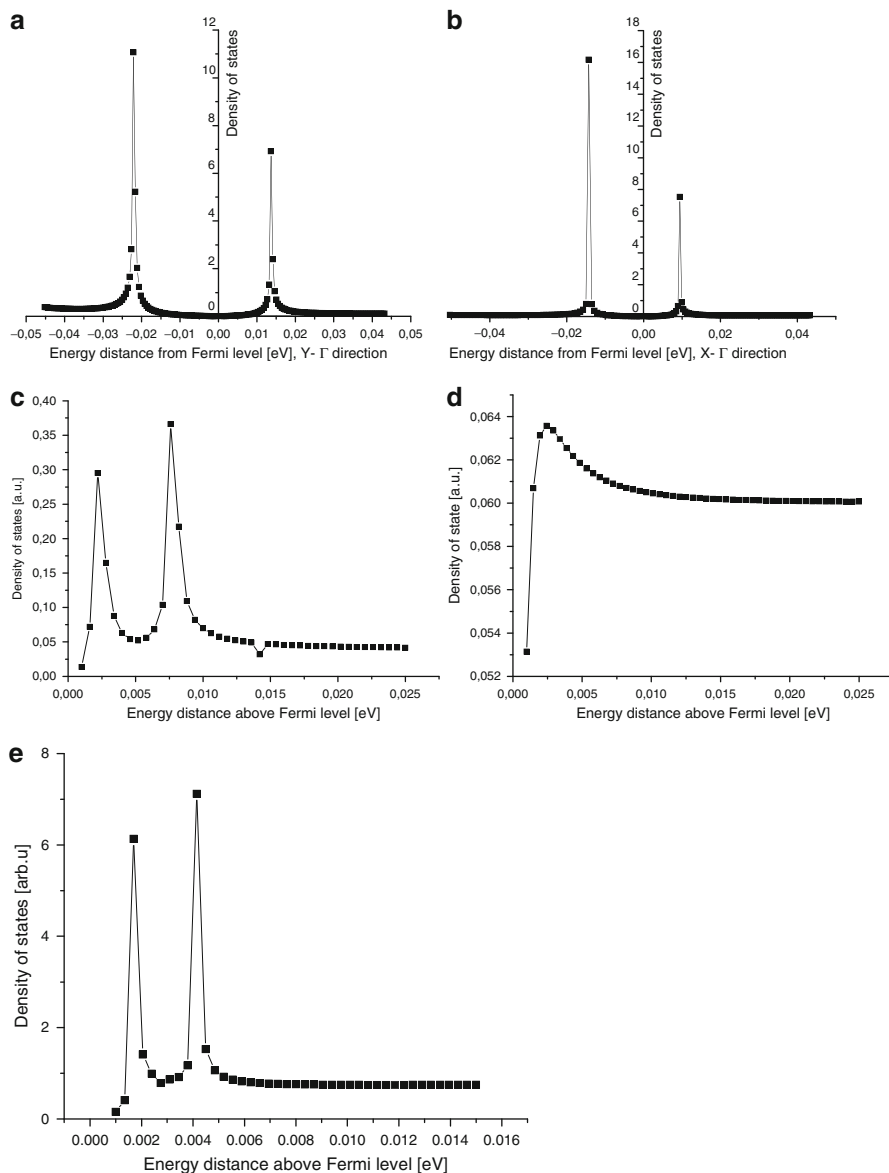 a
12
10
8
6
4
2
0
Density of states
−0,05 −0,04 −0,03 −0,02 −0,01 0,00 0,01 0,02 0,03 0,04 0,05
Energy distance from Fermi level [eV], Y- Γ direction
b
18
16
14
12
10
8
6
4
2
0
Density of states
−0,04 −0,02 0,00 0,02 0,04
Energy distance from Fermi level [eV], X- Γ direction
c
0,40
0,35
0,30
0,25
0,20
0,15
0,10
0,05
0,00
Density of states [a.u.]
0,000 0,005 0,010 0,015 0,020 0,025
Energy distance above Fermi level [eV]
d
0,064
0,062
0,060
0,058
0,056
0,054
0,052
Density of state [a.u.]
0,000 0,005 0,010 0,015 0,020 0,025
Energy distance above Fermi level [eV]
e
8
6
4
2
0
Density of states [arb.u]
0.000 0.002 0.004 0.006 0.008 0.010 0.012 0.014 0.016
Energy distance above Fermi level [eV]